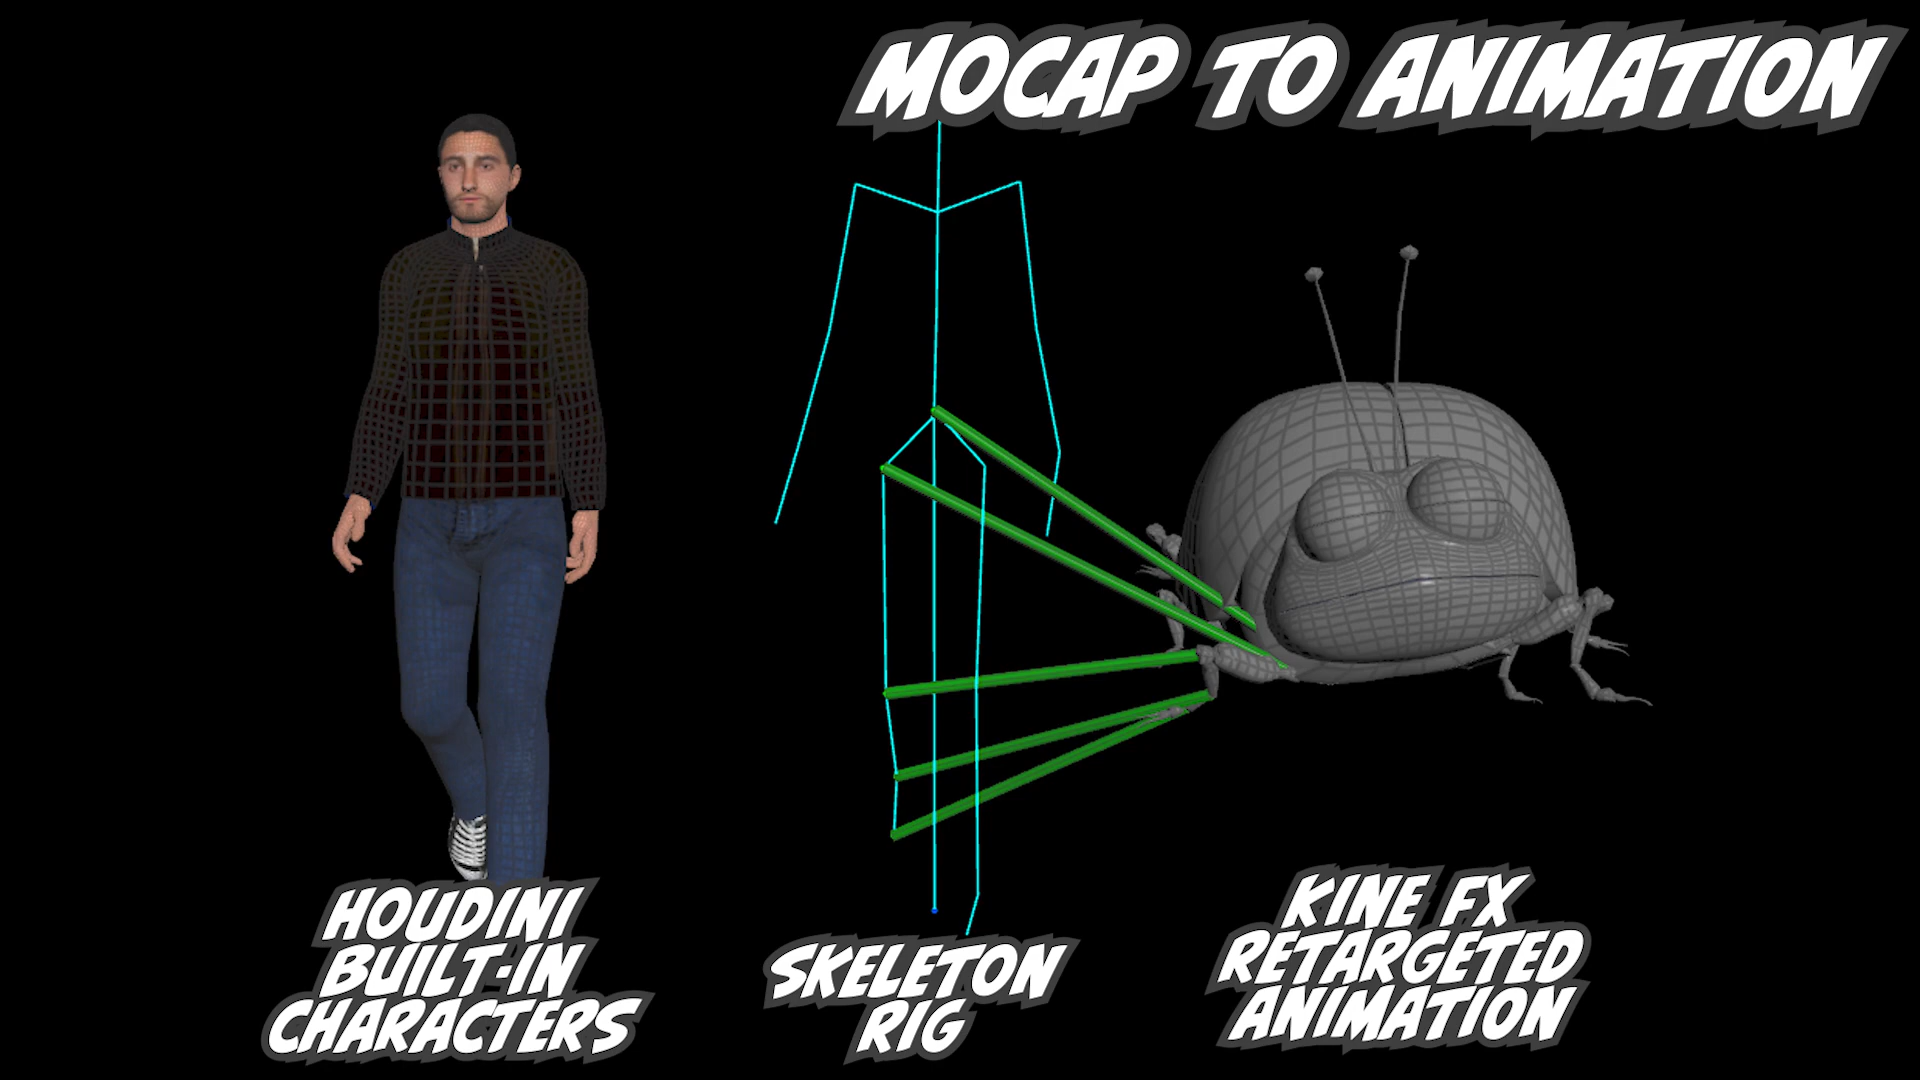 MOCAP TO ANIMATION
HOUDINI
BUILT-IN
CHARACTERS
SKELETON
RIG
KINE FX
RETARGETED
ANIMATION